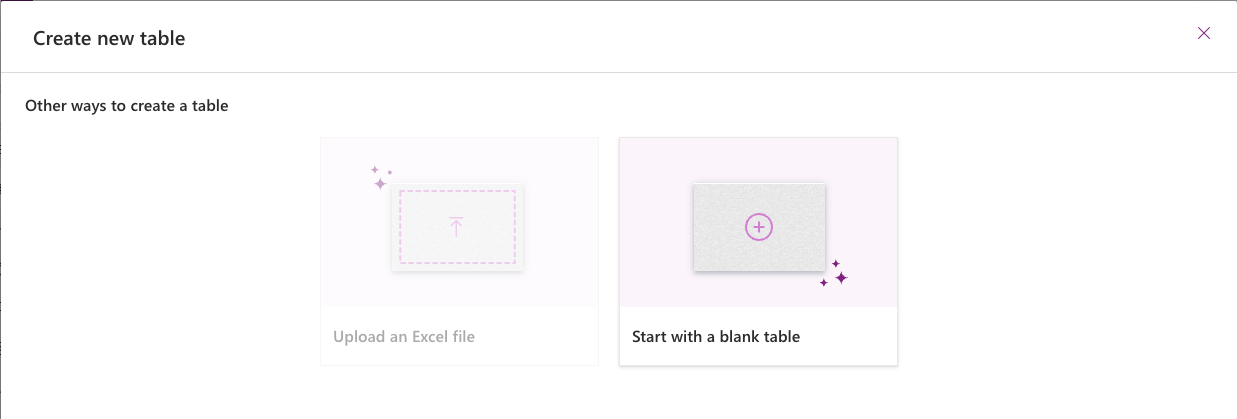 Create new table
Other ways to create a table
Upload an Excel file
Start with a blank table